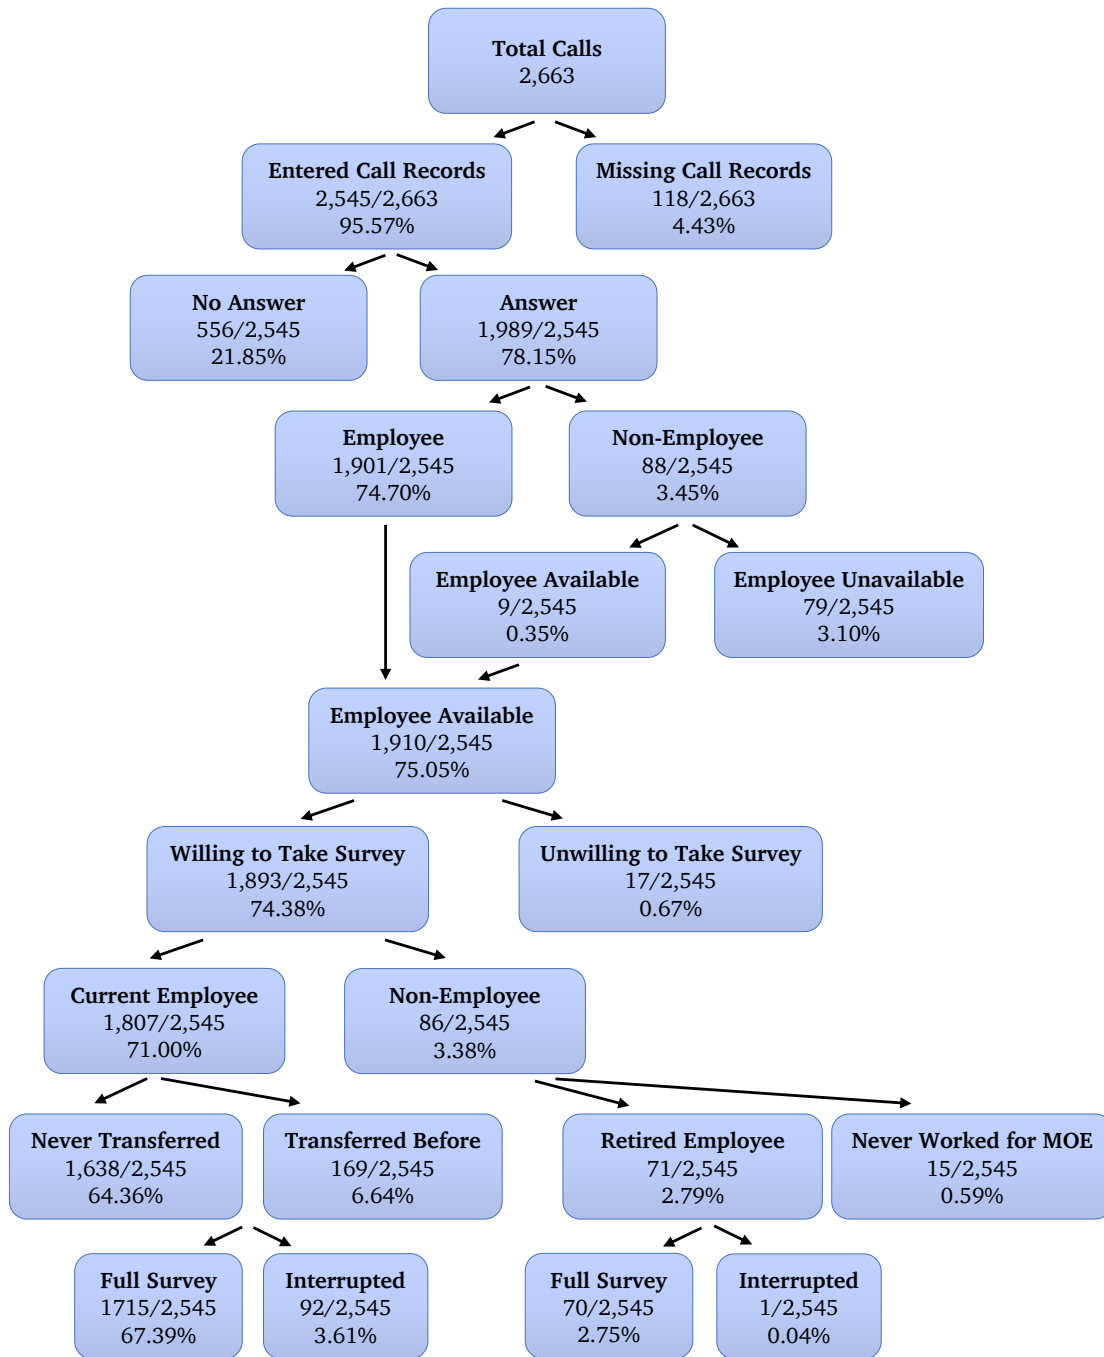 Total Calls
2,663
Entered Call Records
2,545/2,663
95.57%
Missing Call Records
118/2,663
4.43%
No Answer
556/2,545
21.85%
Answer
1,989/2,545
78.15%
Employee
1,901/2,545
74.70%
Non-Employee
88/2,545
3.45%
Employee Available
9/2,545
0.35%
Employee Unavailable
79/2,545
3.10%
Employee Available
1,910/2,545
75.05%
Willing to Take Survey
1,893/2,545
74.38%
Unwilling to Take Survey
17/2,545
0.67%
Current Employee
1,807/2,545
71.00%
Non-Employee
86/2,545
3.38%
Never Transferred
1,638/2,545
64.36%
Transferred Before
169/2,545
6.64%
Retired Employee
71/2,545
2.79%
Never Worked for MOE
15/2,545
0.59%
Full Survey
1715/2,545
67.39%
Interrupted
92/2,545
3.61%
Full Survey
70/2,545
2.75%
Interrupted
1/2,545
0.04%